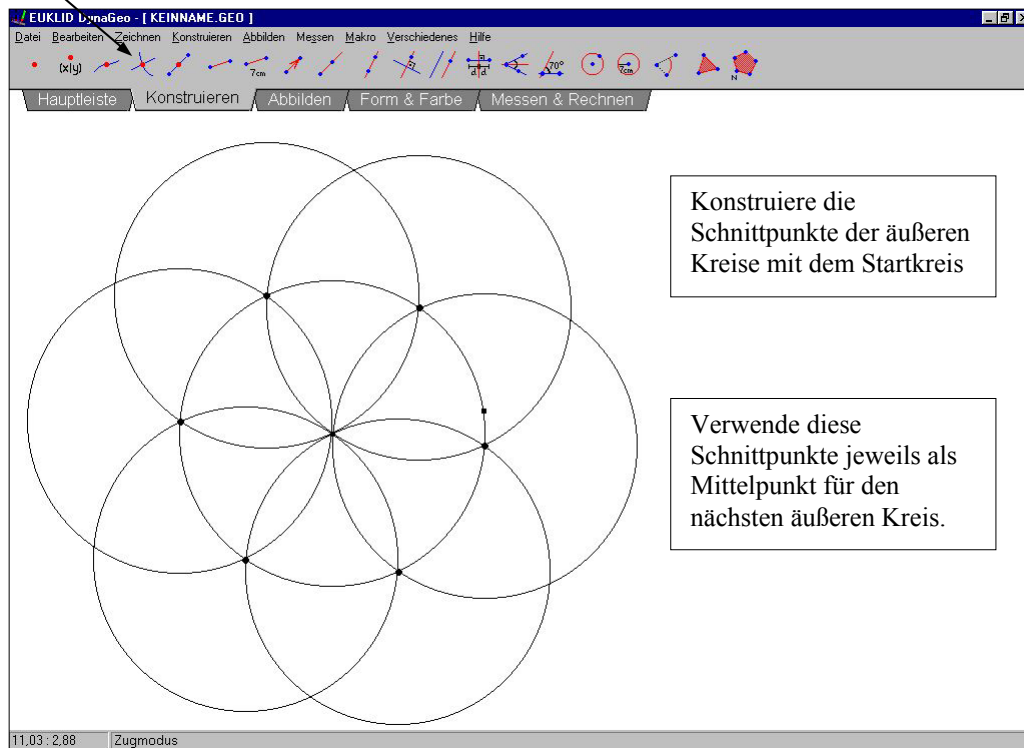 EUKLID DynaGeo - [ KEINNAME.GEO ]
Datei Bearbeiten Zeichnen Konstruieren Abbilden Messen Makro Verschiedenes Hilfe
(x|y) 7cm d d 70° 7cm N
Hauptleiste Konstruieren Abbilden Form & Farbe Messen & Rechnen
Konstruiere die
Schnittpunkte der äußeren
Kreise mit dem Startkreis
Verwende diese
Schnittpunkte jeweils als
Mittelpunkt für den
nächsten äußeren Kreis.
11,03 : 2,88 Zugmodus